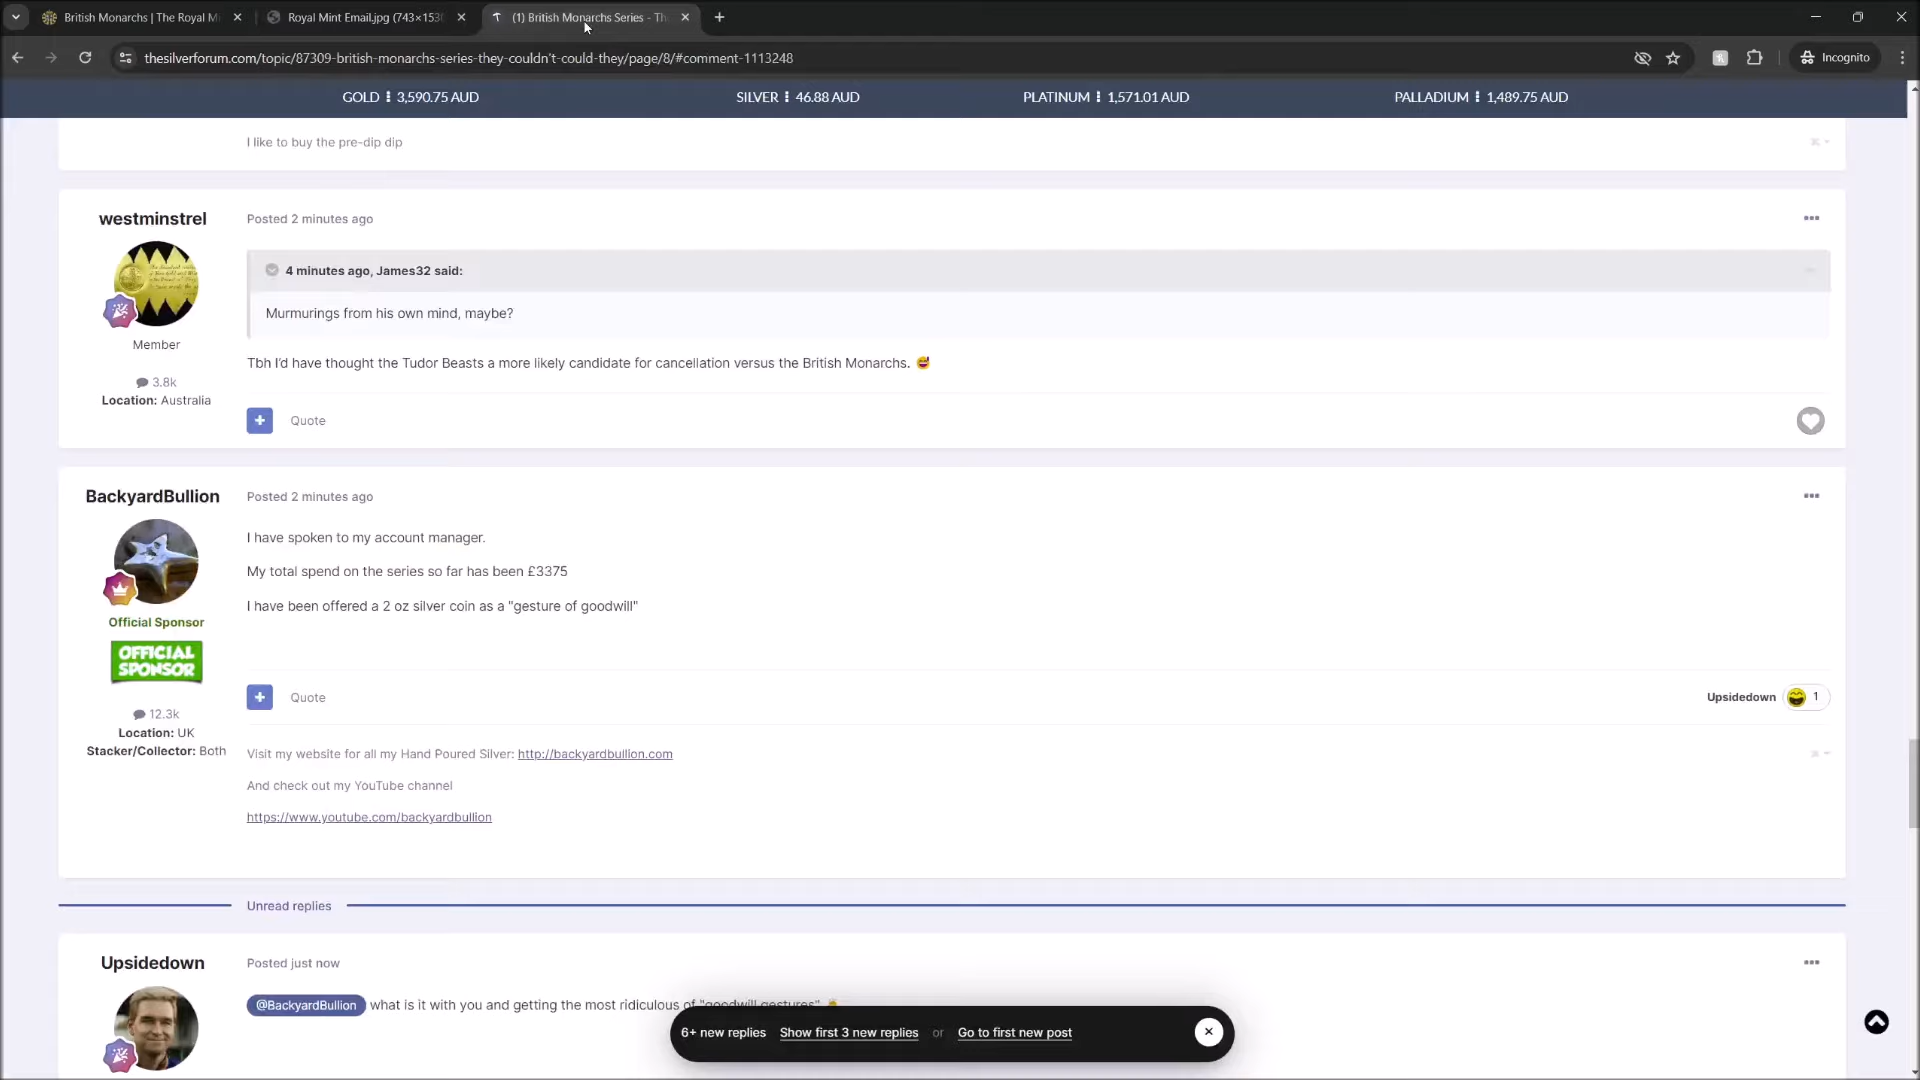 British Monarchs | The Royal Mi
Royal Mint Email.jpg (743×153
(1) British Monarchs Series - Th
thesilverforum.com/topic/87309-british-monarchs-series-they-couldn't-could-they/page/8/#comment-1113248
Incognito
GOLD 3,590.75 AUD
SILVER 46.88 AUD
PLATINUM 1,571.01 AUD
PALLADIUM 1,489.75 AUD
I like to buy the pre-dip dip
westminstrel
Posted 2 minutes ago
4 minutes ago, James32 said:
Murmurings from his own mind, maybe?
Member
Tbh I'd have thought the Tudor Beasts a more likely candidate for cancellation versus the British Monarchs. 😅
3.8k
Location: Australia
+ Quote
BackyardBullion
Posted 2 minutes ago
I have spoken to my account manager.
My total spend on the series so far has been £3375
I have been offered a 2 oz silver coin as a "gesture of goodwill"
Official Sponsor
OFFICIAL
SPONSOR
+ Quote
Upsidedown 1
12.3k
Location: UK
Stacker/Collector: Both
Visit my website for all my Hand Poured Silver: http://backyardbullion.com
And check out my YouTube channel
https://www.youtube.com/backyardbullion
Unread replies
Upsidedown
Posted just now
@BackyardBullion what is it with you and getting the most ridiculous of "goodwill gestures"
6+ new replies Show first 3 new replies or Go to first new post